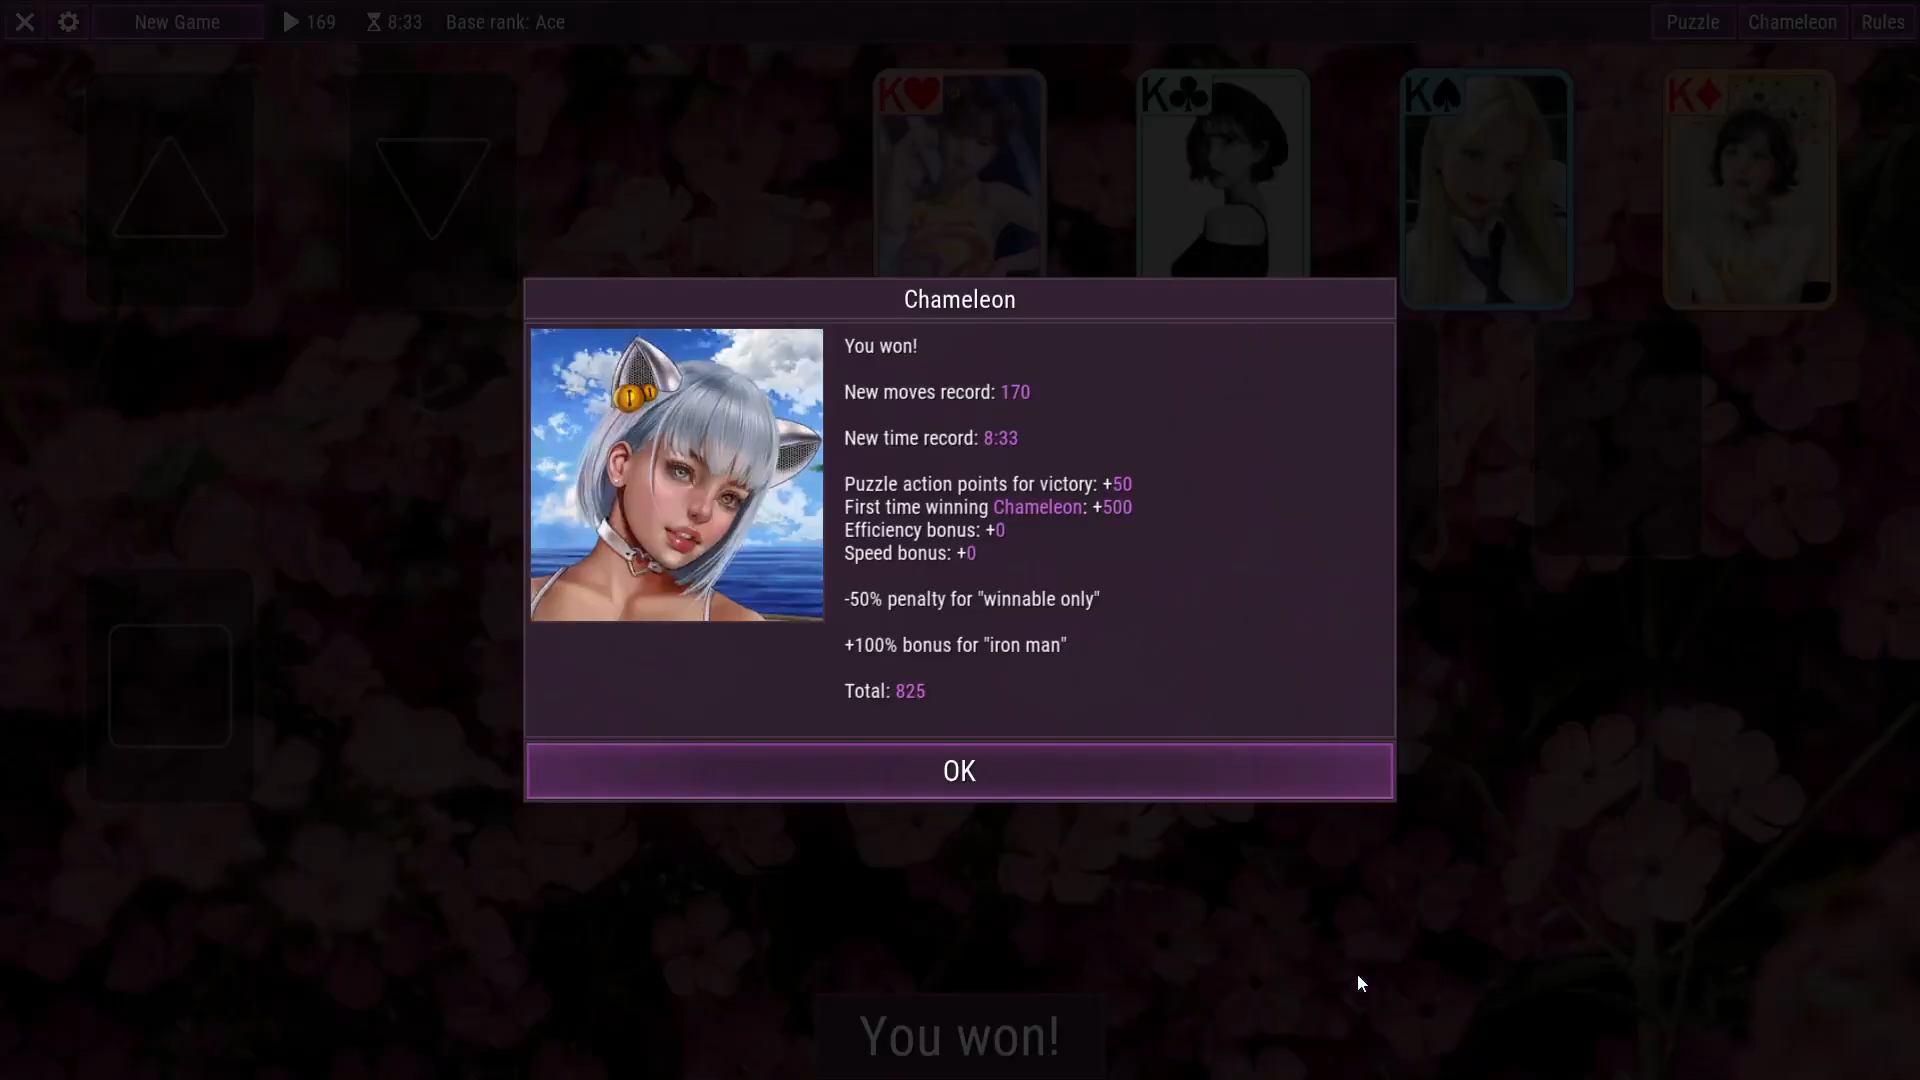 New Game
169
8:33
Base rank: Ace
Puzzle
Chameleon
Rules
K
K
K
K
Chameleon
You won!
New moves record: 170
New time record: 8:33
Puzzle action points for victory: +50
First time winning Chameleon: +500
Efficiency bonus: +0
Speed bonus: +0
-50% penalty for "winnable only"
+100% bonus for "iron man"
Total: 825
OK
You won!